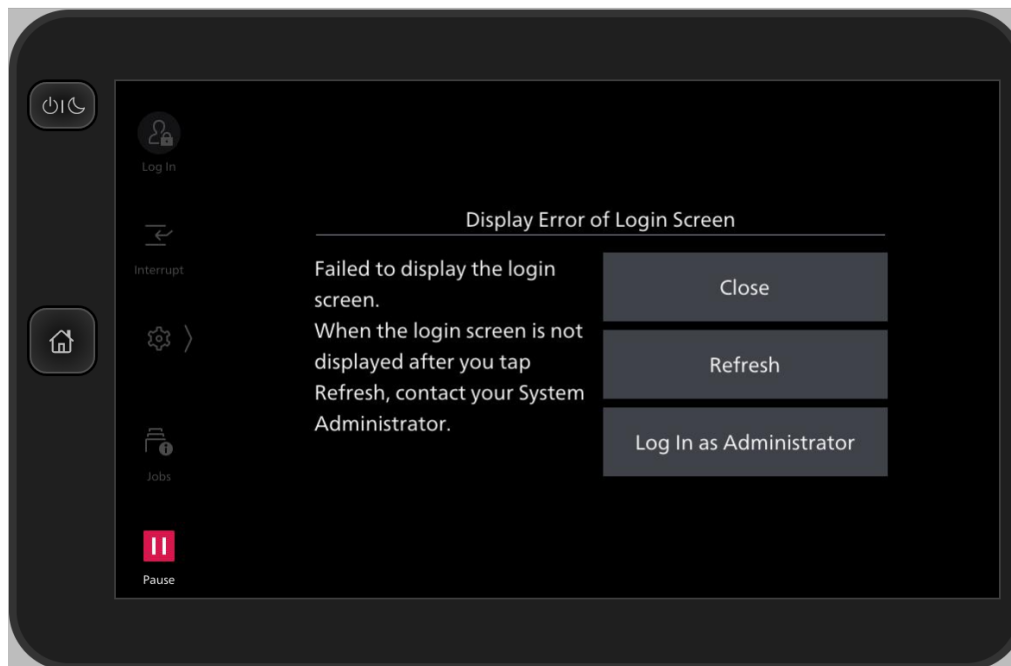 Log In
Interrupt
Jobs
Pause
Display Error of Login Screen
Failed to display the login
screen.
When the login screen is not
displayed after you tap
Refresh, contact your System
Administrator.
Close
Refresh
Log In as Administrator